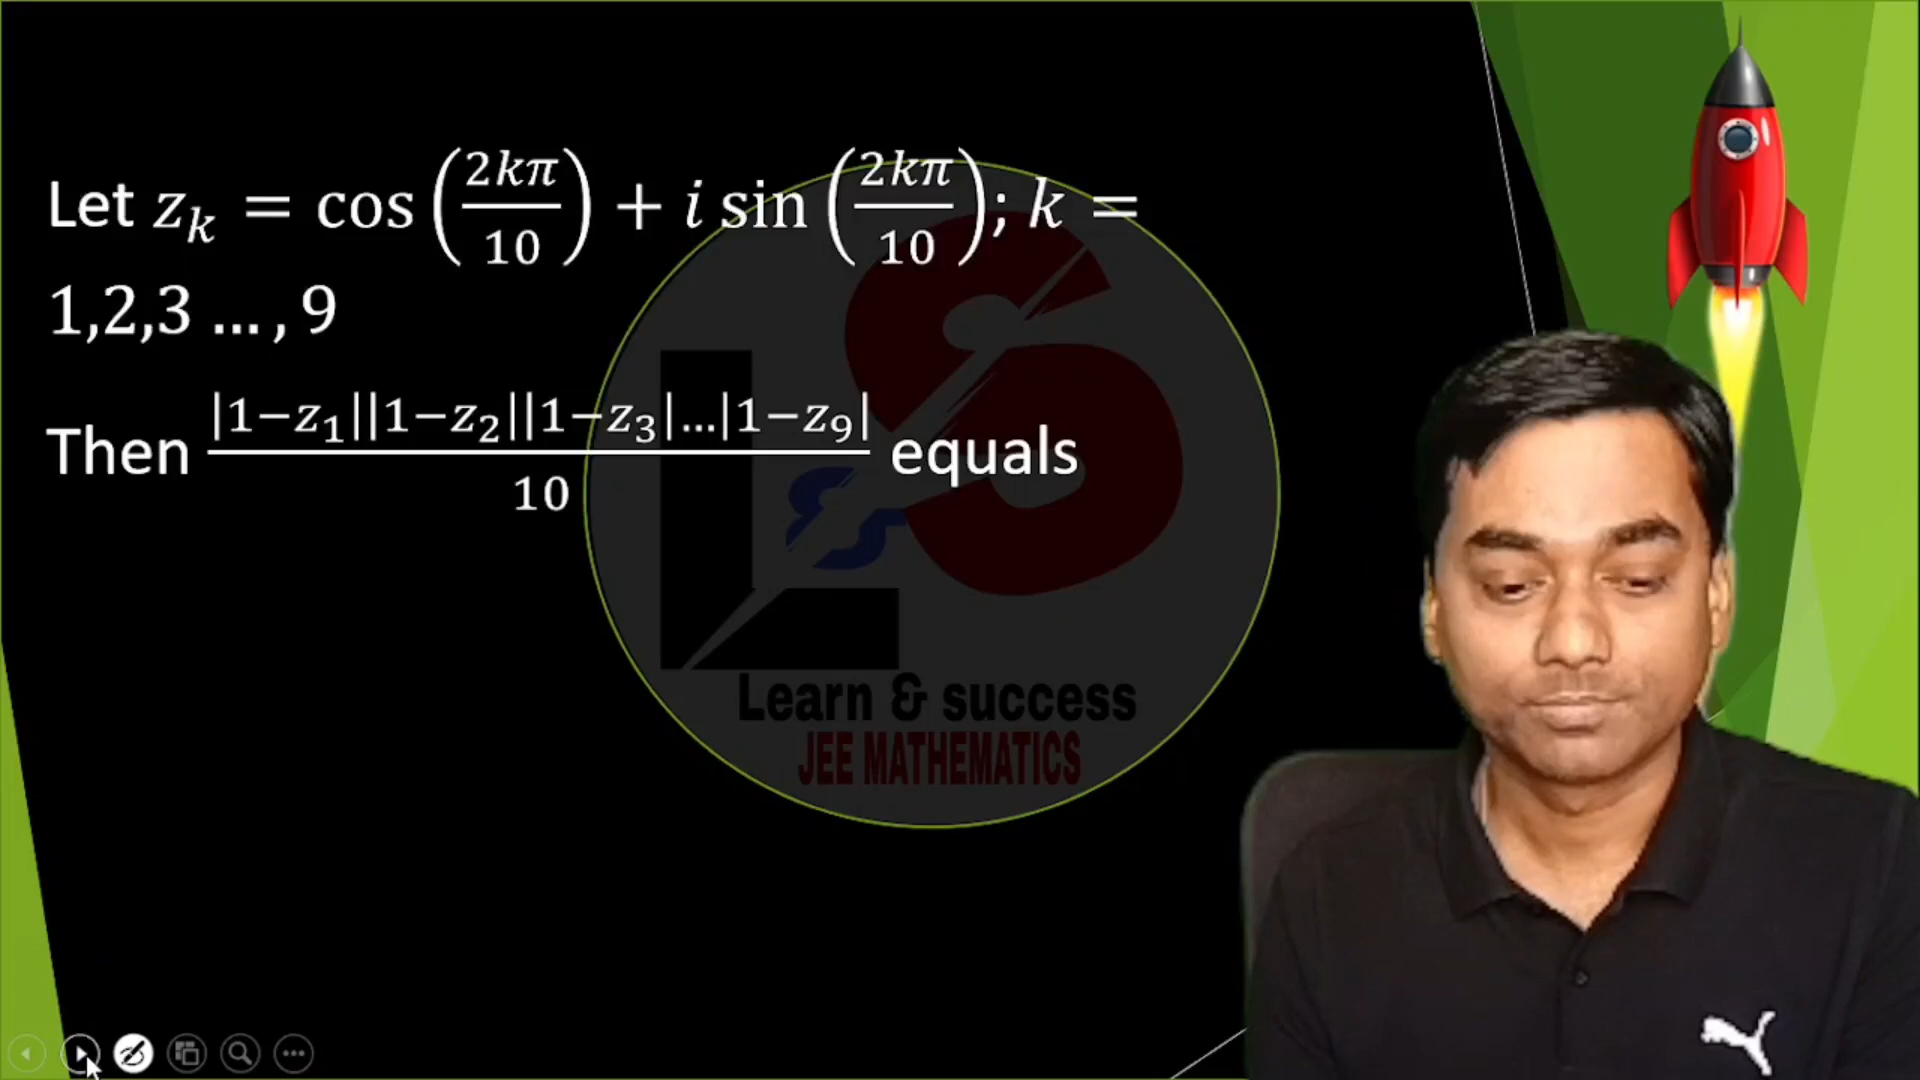 Let z_k = cos(2kπ/10) + i sin(2kπ/10); k =
1,2,3 ... , 9
Then |1−z_1||1−z_2||1−z_3|...|1−z_9|/10 equals
LS
Learn & success
JEE MATHEMATICS